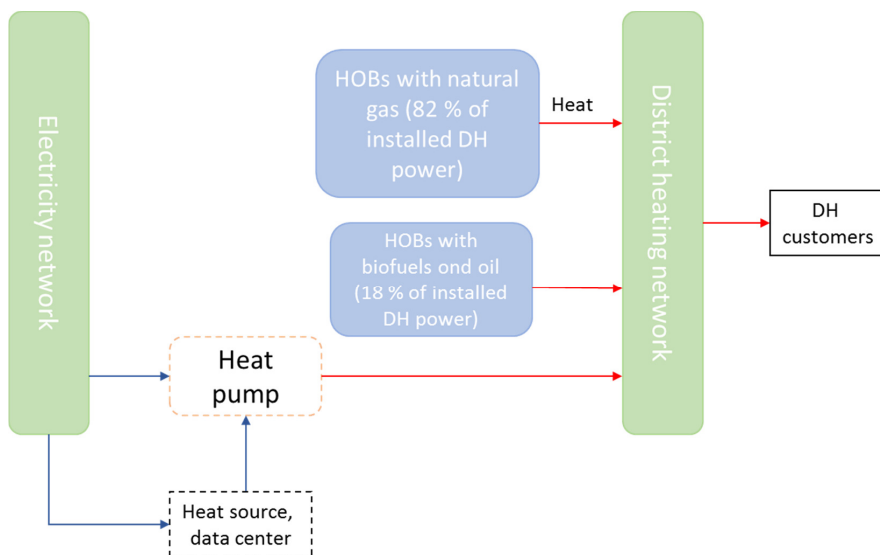 Electricity network
HOBs with natural
gas (82 % of
installed DH
power)
Heat
HOBs with
biofuels ond oil
(18 % of installed
DH power)
District heating network
DH
customers
Heat
pump
Heat source,
data center